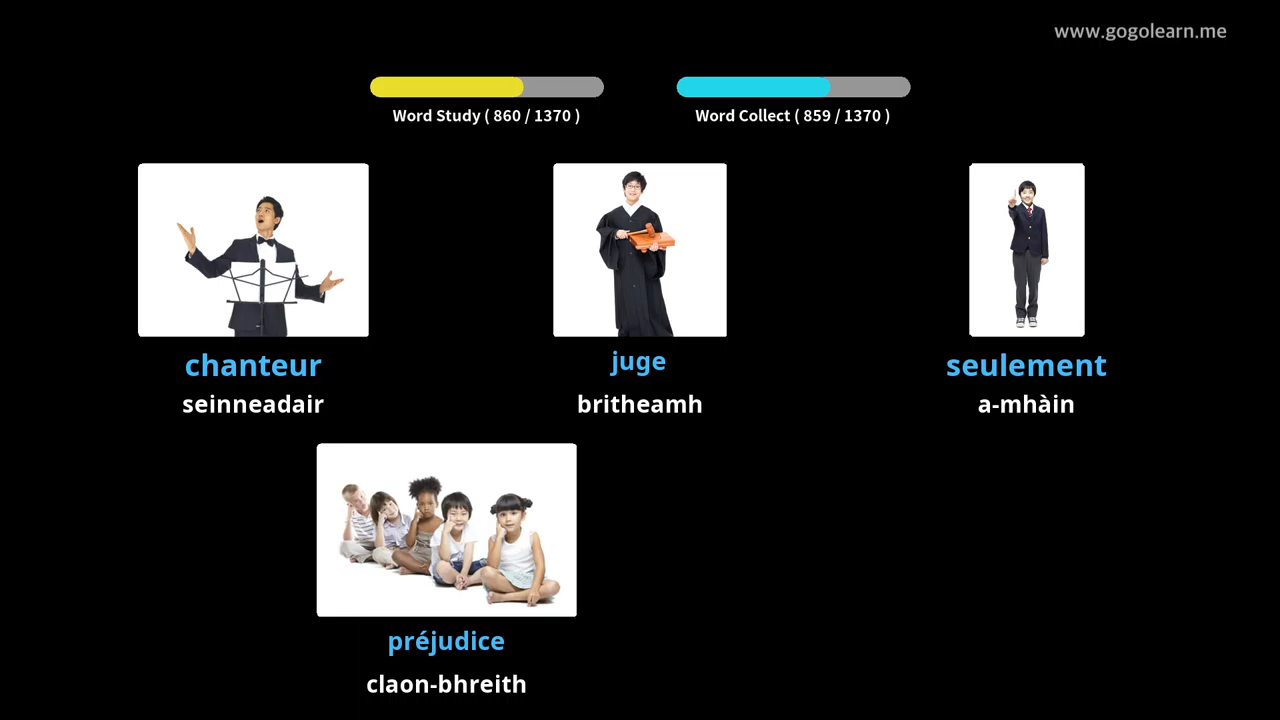 www.gogolearn.me
Word Study ( 860 / 1370 )
Word Collect ( 859 / 1370 )
chanteur
seinneadair
juge
britheamh
seulement
a-mhàin
préjudice
claon-bhreith